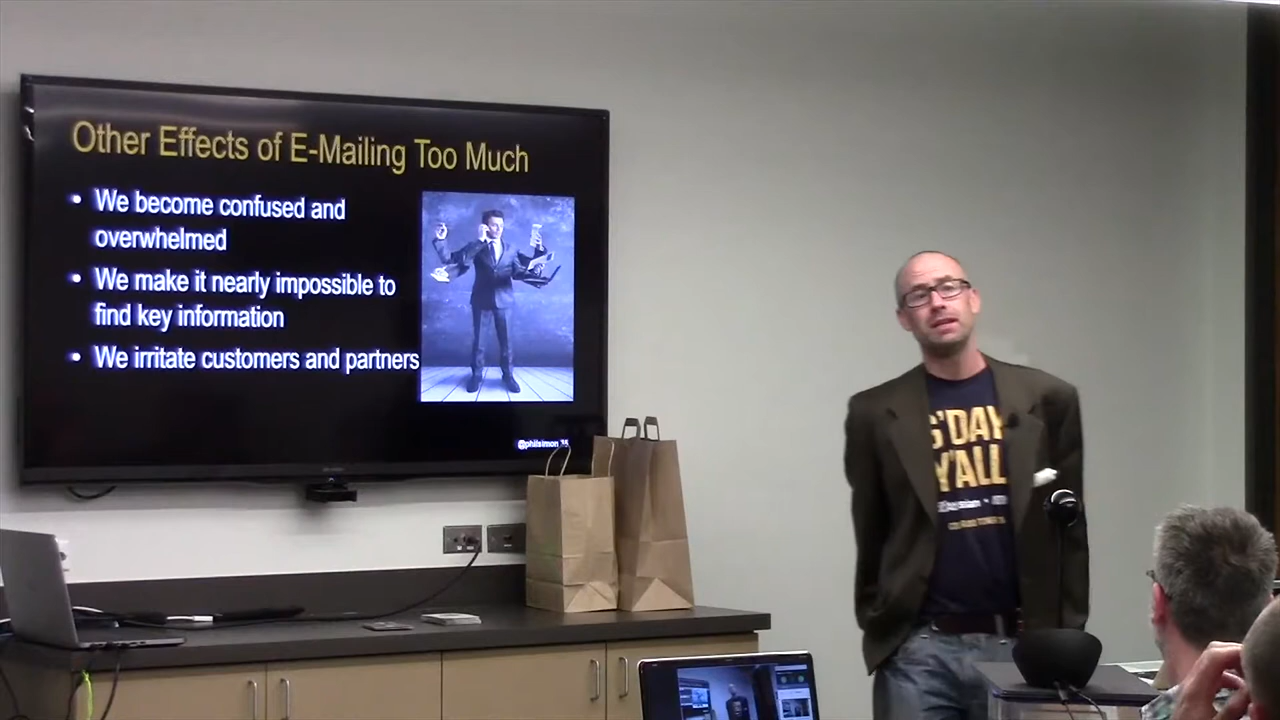 Other Effects of E-Mailing Too Much
• We become confused and
overwhelmed
• We make it nearly impossible to
find key information
• We irritate customers and partners
@philsimon 35
G'DAY
Y'ALL